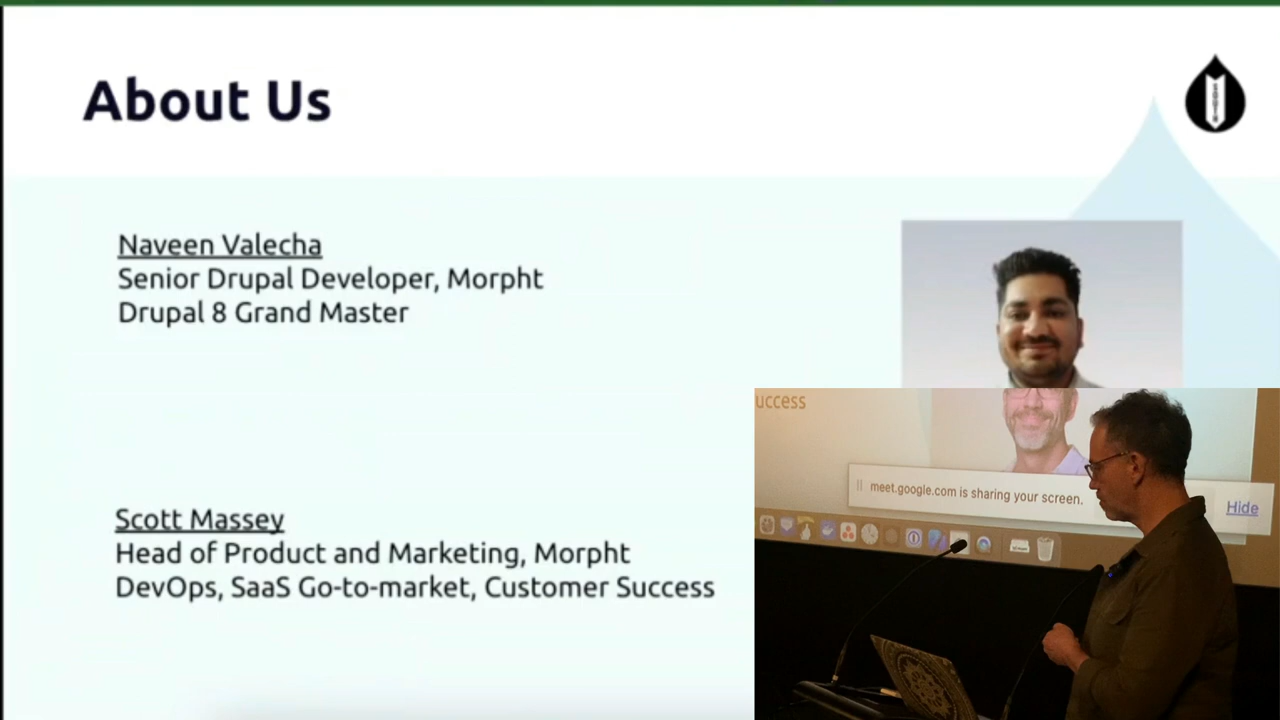 About Us
Naveen Valecha
Senior Drupal Developer, Morpht
Drupal 8 Grand Master
Scott Massey
Head of Product and Marketing, Morpht
DevOps, SaaS Go-to-market, Customer Success
uccess
meet.google.com is sharing your screen.
Hide